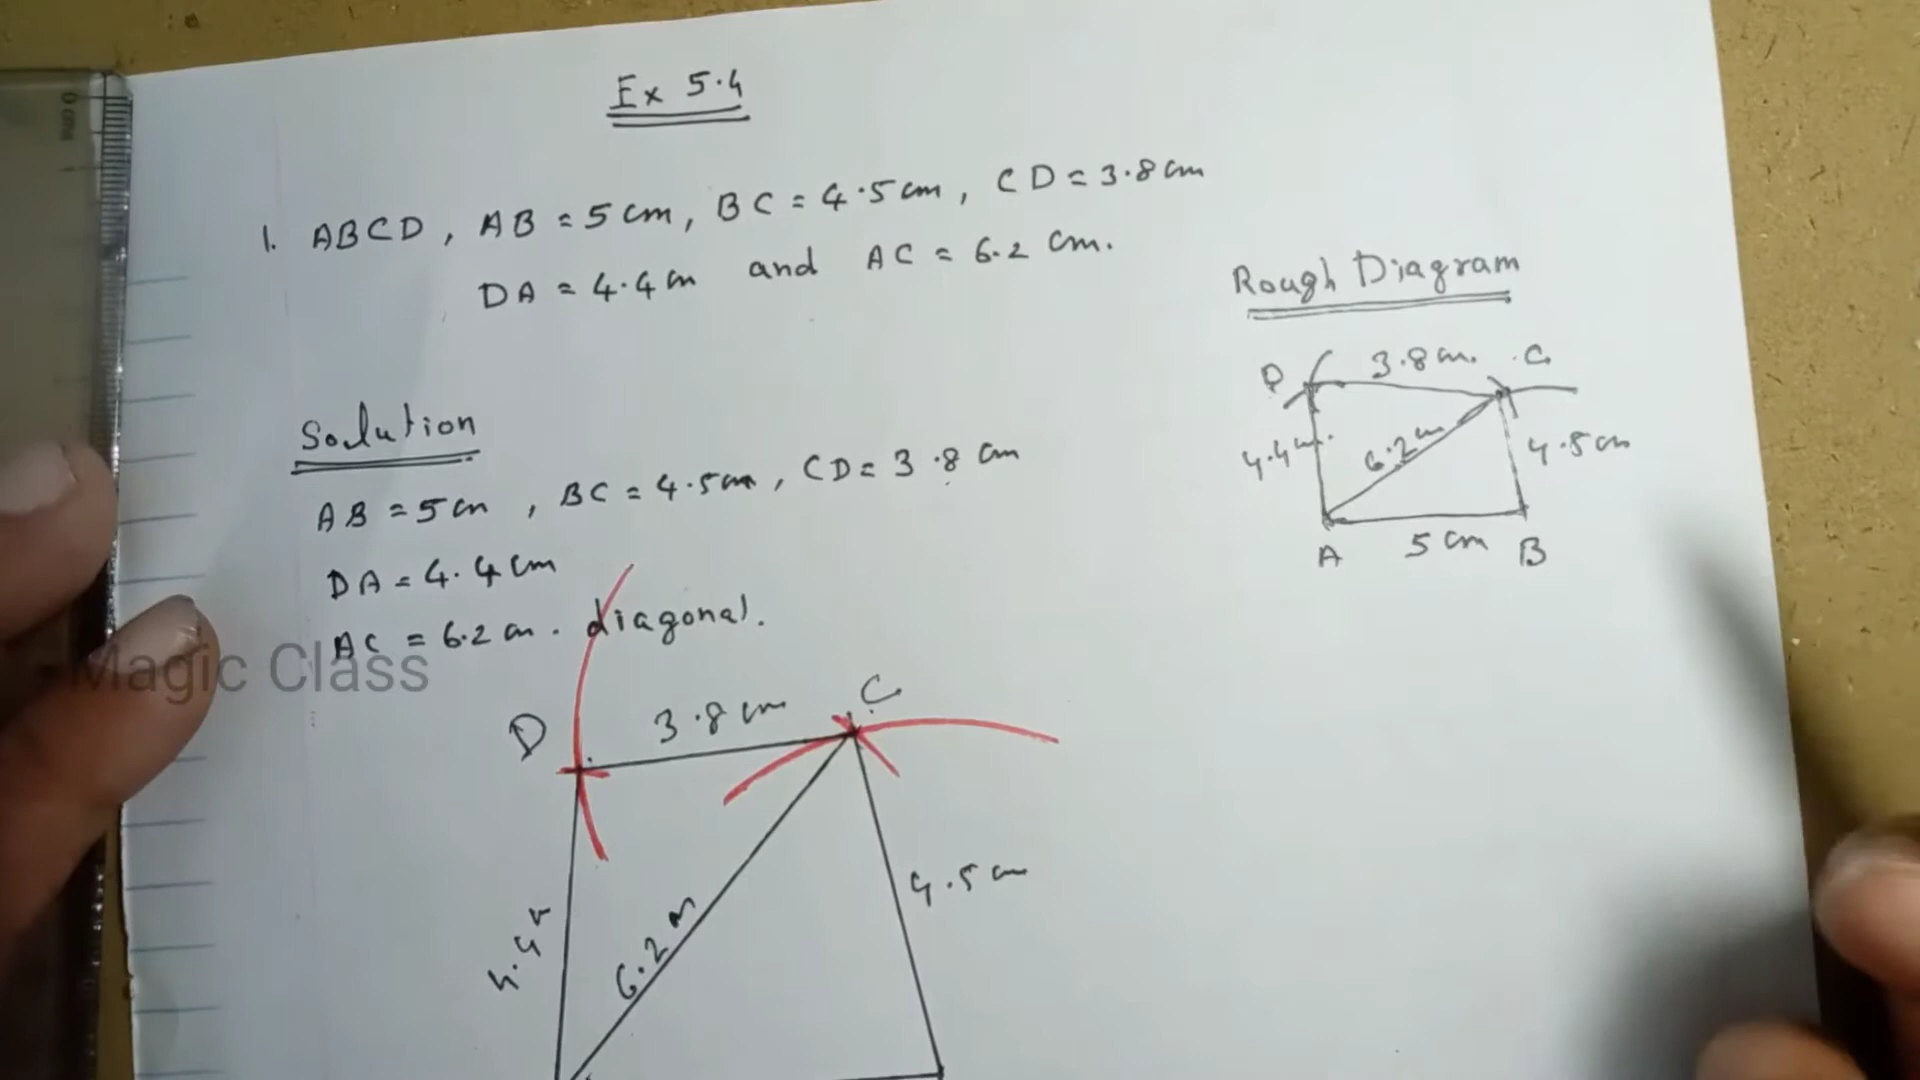 Ex 5.4
1. ABCD, AB = 5 cm, BC = 4.5 cm, CD = 3.8 cm
DA = 4.4 cm and AC = 6.2 cm.
Rough Diagram
D 3.8 cm. C
4.4 cm. 6.2 cm 4.5 cm
A 5 cm B
Solution
AB = 5 cm, BC = 4.5 cm, CD = 3.8 cm
DA = 4.4 cm
AC = 6.2 cm. diagonal.
Magic Class
D 3.8 cm C
4.5 cm
4.4
6.2 m
0 cms